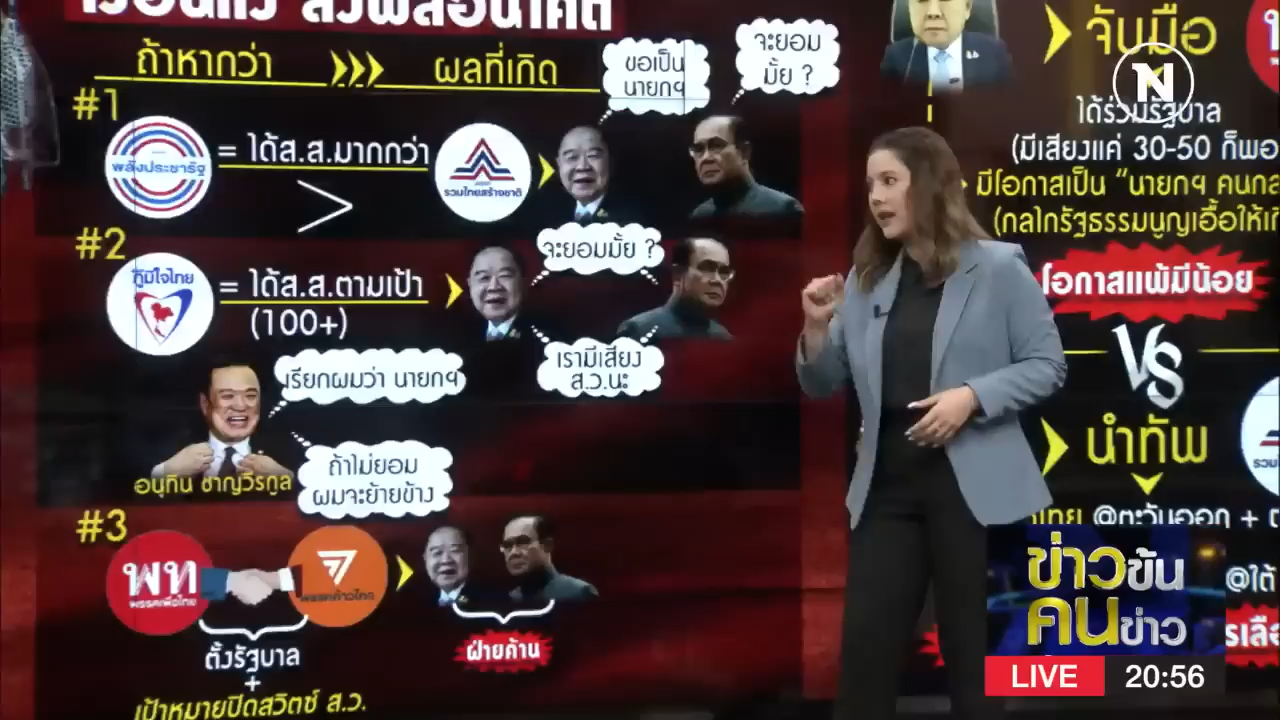 ถ้าหากว่า
ผลที่เกิด
ขอเป็น
นายกฯ
จะยอม
มั้ย ?
#1
พลังประชารัฐ
= ได้ส.ส.มากกว่า
>
รวมไทยสร้างชาติ
#2
ภูมิใจไทย
= ได้ส.ส.ตามเป้า
(100+)
จะยอมมั้ย ?
เรามีเสียง
ส.ว.นะ
เรียกผมว่า นายกฯ
ถ้าไม่ยอม
ผมจะย้ายข้าง
อนุทิน ชาญวีรกูล
#3
พท
พรรคเพื่อไทย
พรรคก้าวไกล
ตั้งรัฐบาล
+
เป้าหมายปิดสวิตซ์ ส.ว.
ฝ่ายค้าน
จับมือ
N
ได้ร่วมรัฐบาล
(มีเสียงแค่ 30-50 ก็พอ
มีโอกาสเป็น "นายกฯ
(กลไกรัฐธรรมนูญเอื้อให้
โอกาสแพ้มีน้อย
VS
นำทัพ
@ตะวันออก +
@ใต้
ข่าวข้น
คนข่าว
LIVE 20:56